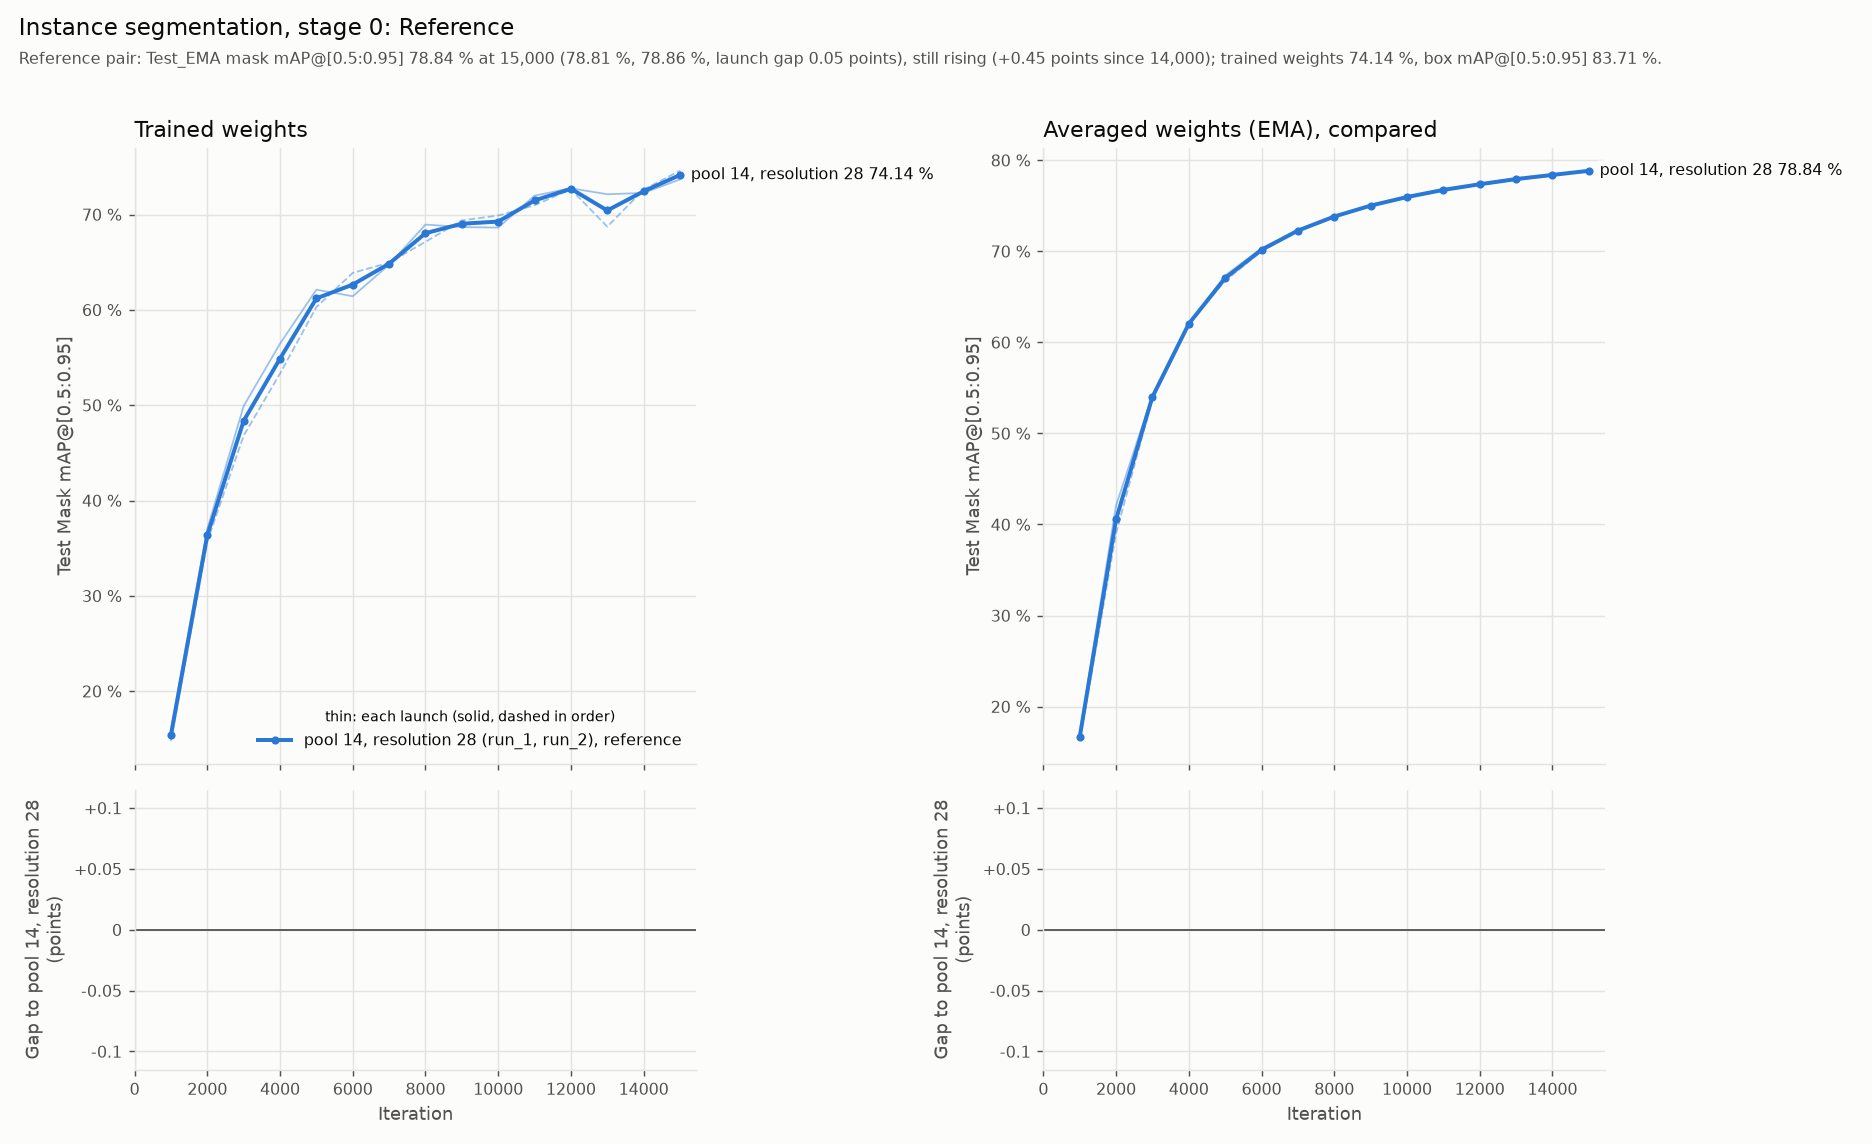 Instance segmentation, stage 0: Reference
Reference pair: Test_EMA mask mAP@[0.5:0.95] 78.84 % at 15,000 (78.81 %, 78.86 %, launch gap 0.05 points), still rising (+0.45 points since 14,000); trained weights 74.14 %, box mAP@[0.5:0.95] 83.71 %.
Trained weights
Test Mask mAP@[0.5:0.95]
70 %
60 %
50 %
40 %
30 %
20 %
pool 14, resolution 28 74.14 %
thin: each launch (solid, dashed in order)
pool 14, resolution 28 (run_1, run_2), reference
Gap to pool 14, resolution 28
(points)
+0.1
+0.05
0
-0.05
-0.1
0 2000 4000 6000 8000 10000 12000 14000
Iteration
Averaged weights (EMA), compared
Test Mask mAP@[0.5:0.95]
80 %
70 %
60 %
50 %
40 %
30 %
20 %
pool 14, resolution 28 78.84 %
Gap to pool 14, resolution 28
(points)
+0.1
+0.05
0
-0.05
-0.1
0 2000 4000 6000 8000 10000 12000 14000
Iteration